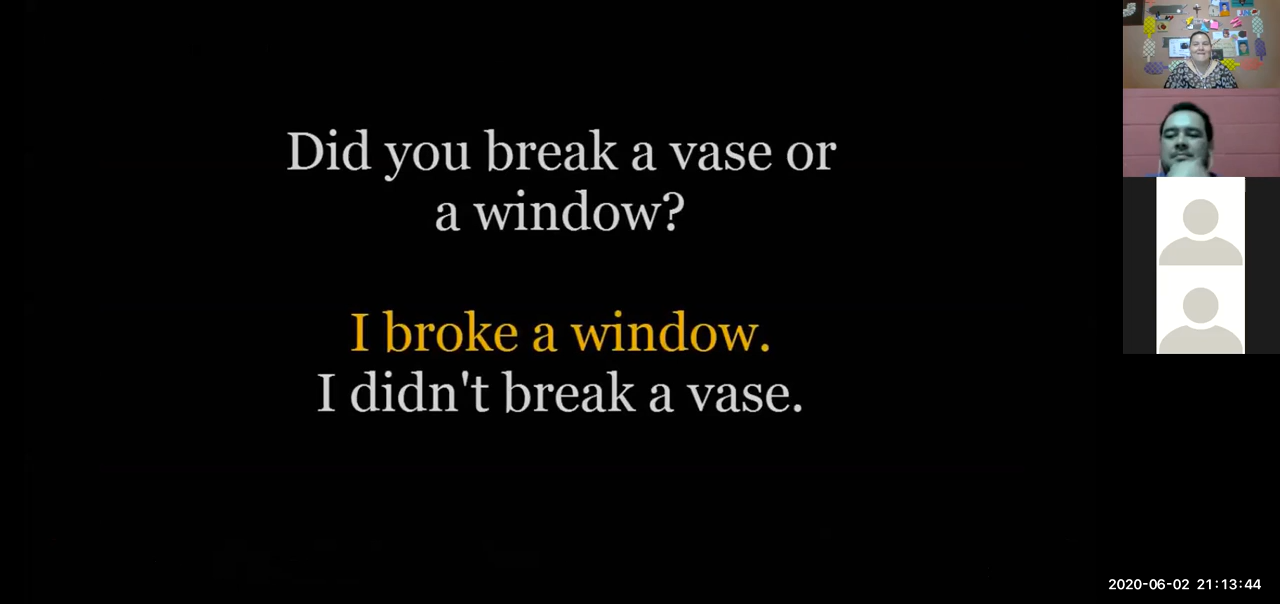 Did you break a vase or
a window?
I broke a window.
I didn't break a vase.
2020-06-02 21:13:44